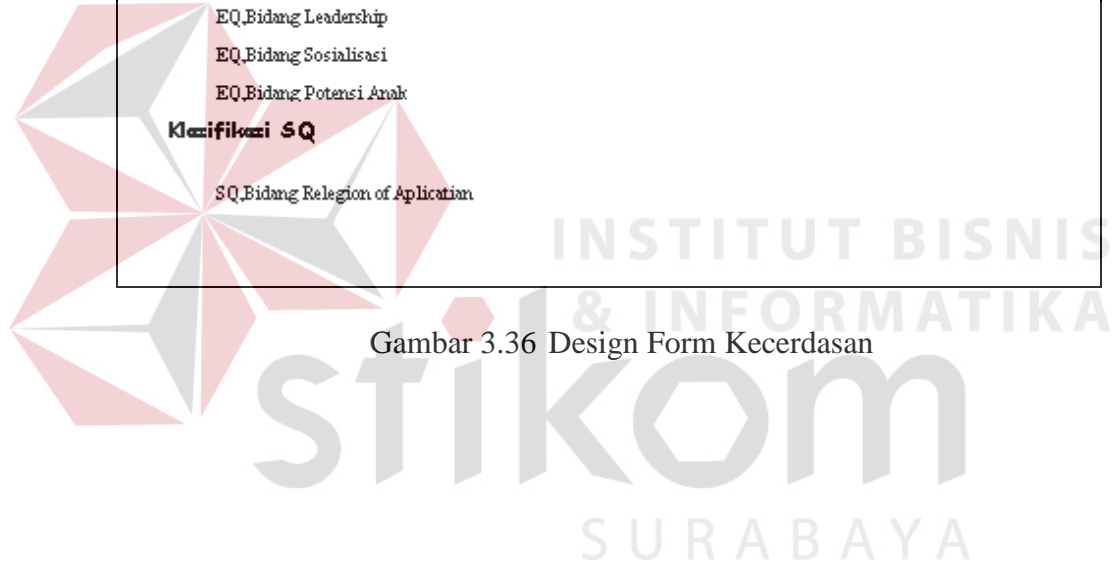 EQ,Bidang Leadership
EQ,Bidang Sosialisasi
EQ,Bidang Potensi Anak
Klasifikasi SQ
SQ,Bidang Relegion of Aplication
INSTITUT BISNIS
& INFORMATIKA
Gambar 3.36 Design Form Kecerdasan
stikom
SURABAYA